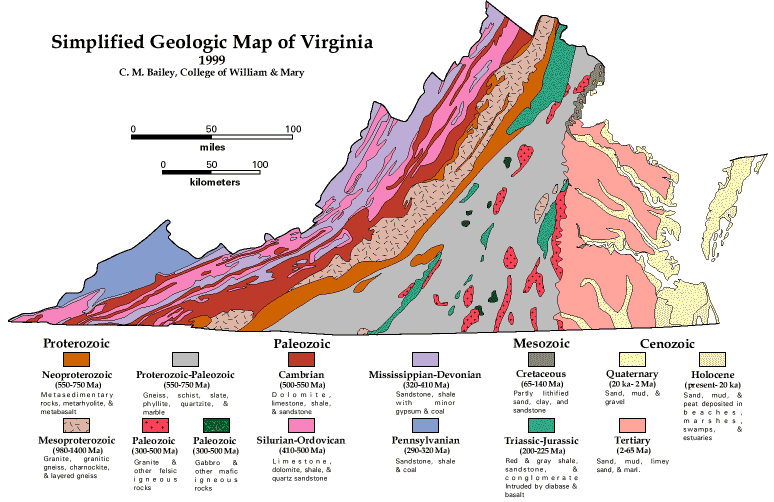 Simplified Geologic Map of Virginia
1999
C. M. Bailey, College of William & Mary
0 50 100
miles
0 50 100
kilometers
Proterozoic Paleozoic Mesozoic Cenozoic
Neoproterozoic
(550-750 Ma)
Metasedimentary
rocks, metarhyolite, &
metabasalt
Proterozoic-Paleozoic
(550-750 Ma)
Gneiss, schist, slate,
phyllite, quartzite, &
marble
Cambrian
(500-550 Ma)
Dolomite,
limestone, shale,
& sandstone
Mississippian-Devonian
(320-410 Ma)
Sandstone, shale
with minor
gypsum & coal
Cretaceous
(65-140 Ma)
Partly lithified
sand, clay, and
sandstone
Quaternary
(20 ka- 2 Ma)
Sand, mud, &
gravel
Holocene
(present- 20 ka)
Sand, mud, &
peat deposited in
beaches,
marshes,
swamps, &
estuaries
Mesoproterozoic
(980-1400 Ma)
Granite, granitic
gneiss, charnockite,
& layered gneiss
Paleozoic
(300-500 Ma)
Granite &
other felsic
igneous
rocks
Paleozoic
(300-500 Ma)
Gabbro &
other mafic
igneous
rocks
Silurian-Ordovican
(410-500 Ma)
Limestone,
dolomite, shale, &
quartz sandstone
Pennsylvanian
(290-320 Ma)
Sandstone, shale
& coal
Triassic-Jurassic
(200-225 Ma)
Red & gray shale,
sandstone, &
conglomerate
Intruded by diabase &
basalt
Tertiary
(2-65 Ma)
Sand, mud, limey
sand, & marl.